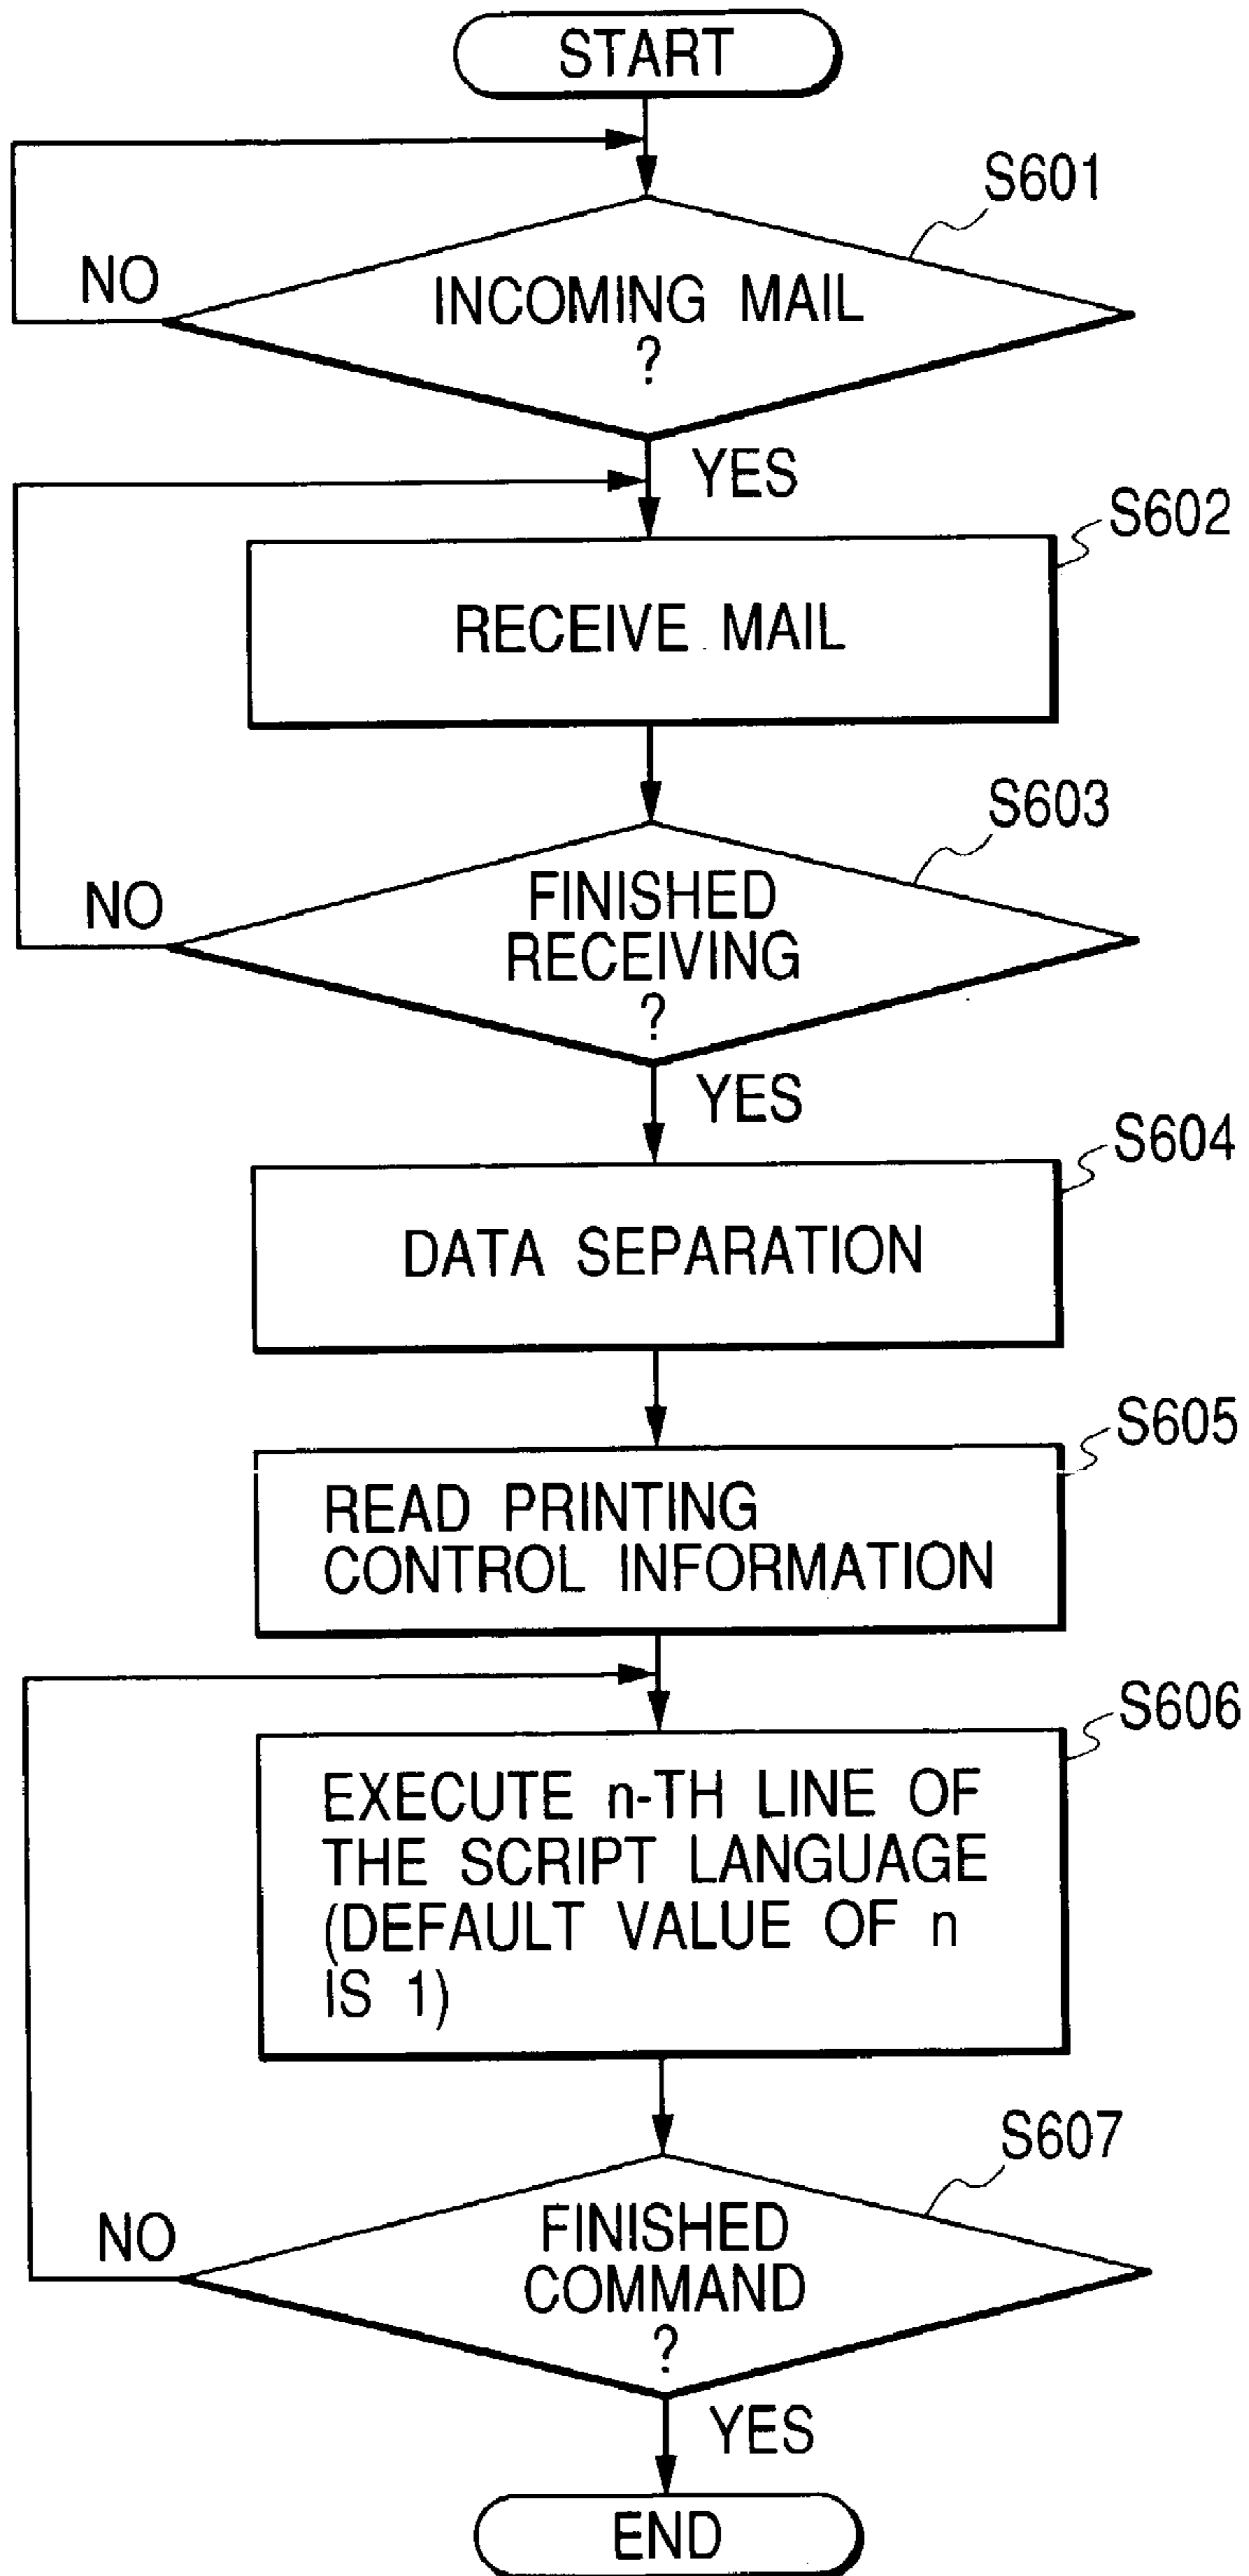 START
S601
NO
INCOMING MAIL
?
YES
S602
RECEIVE MAIL
S603
NO
FINISHED
RECEIVING
?
YES
S604
DATA SEPARATION
S605
READ PRINTING
CONTROL INFORMATION
S606
EXECUTE n-TH LINE OF
THE SCRIPT LANGUAGE
(DEFAULT VALUE OF n
IS 1)
S607
NO
FINISHED
COMMAND
?
YES
END